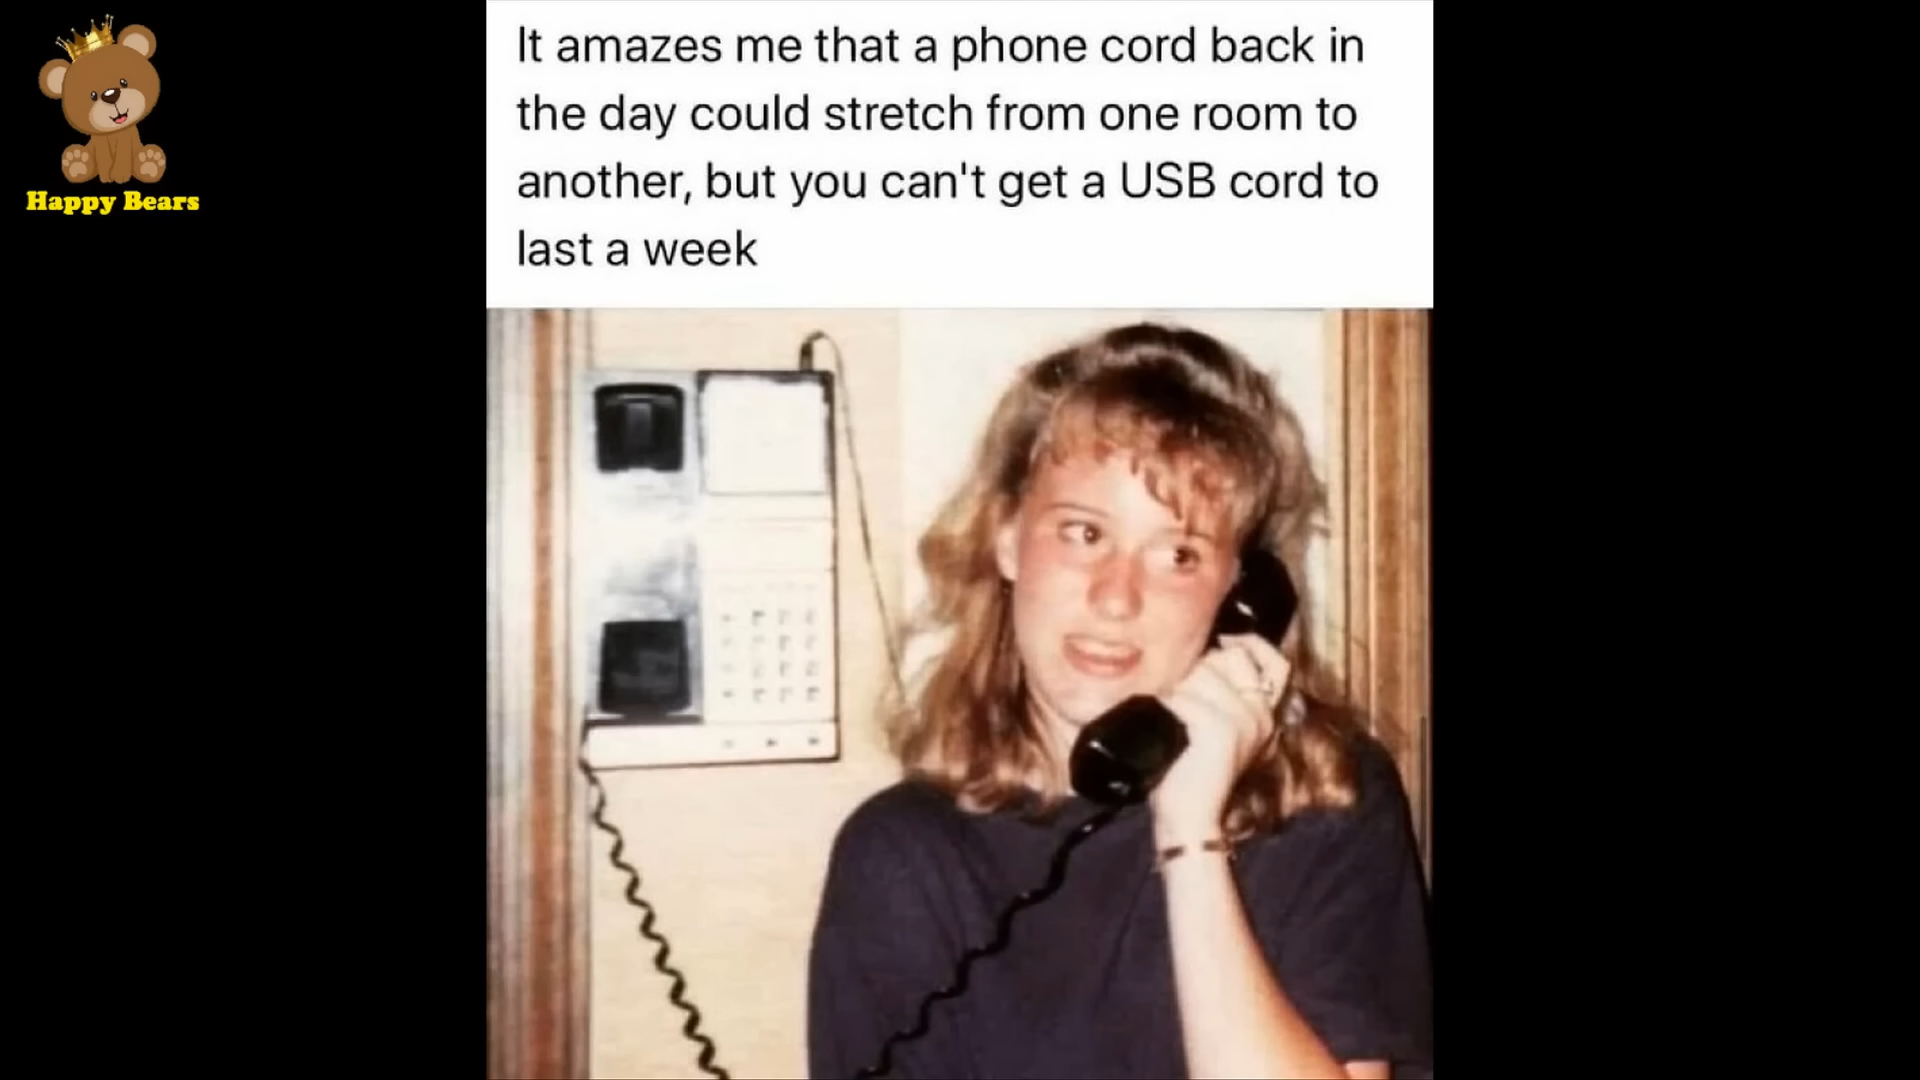 It amazes me that a phone cord back in
the day could stretch from one room to
another, but you can't get a USB cord to
last a week
Happy Bears